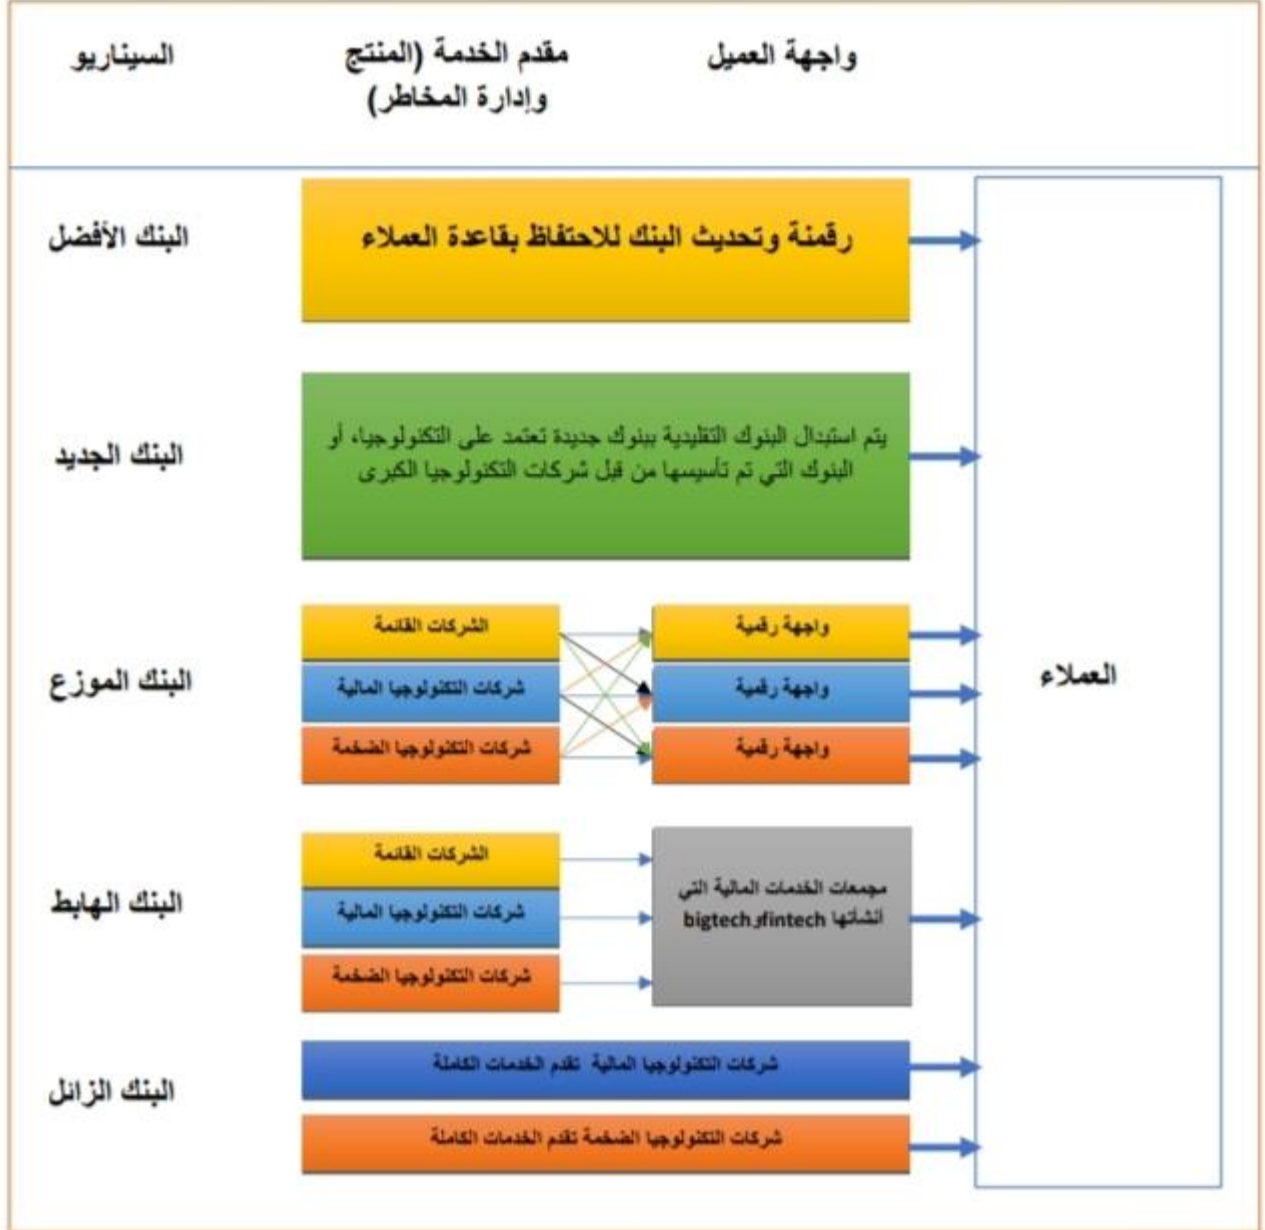 السيناريو
مقدم الخدمة (المنتج
وإدارة المخاطر)
واجهة العميل
البنك الأفضل
رقمنة وتحديث البنك للاحتفاظ بقاعدة العملاء
البنك الجديد
يتم استبدال البنوك التقليدية ببنوك جديدة تعتمد على التكنولوجيا، أو
البنوك التي تم تأسيسها من قبل شركات التكنولوجيا الكبرى
البنك الموزع
الشركات القائمة
شركات التكنولوجيا المالية
شركات التكنولوجيا الضخمة
واجهة رقمية
واجهة رقمية
واجهة رقمية
العملاء
البنك الهابط
الشركات القائمة
شركات التكنولوجيا المالية
شركات التكنولوجيا الضخمة
مجمعات الخدمات المالية التي
أنشأتها fintechوbigtech
البنك الزائل
شركات التكنولوجيا المالية تقدم الخدمات الكاملة
شركات التكنولوجيا الضخمة تقدم الخدمات الكاملة